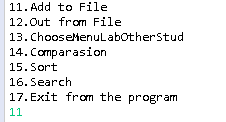 11.Add to File
12.Out from File
13.ChooseMenuLabOtherStud
14.Comparasion
15.Sort
16.Search
17.Exit from the program
11